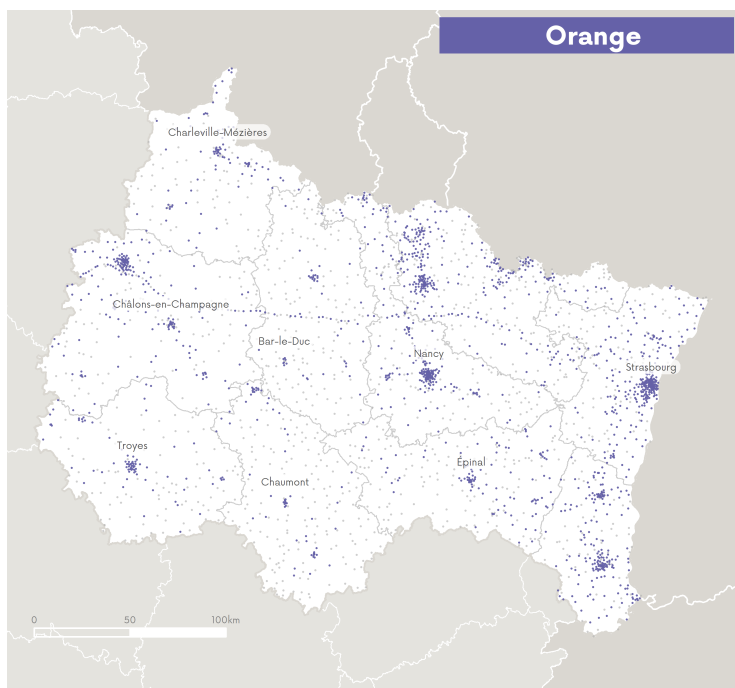 Orange
Charleville-Mézières
Châlons-en-Champagne
Bar-le-Duc
Nancy
Strasbourg
Troyes
Épinal
Chaumont
0 50 100km